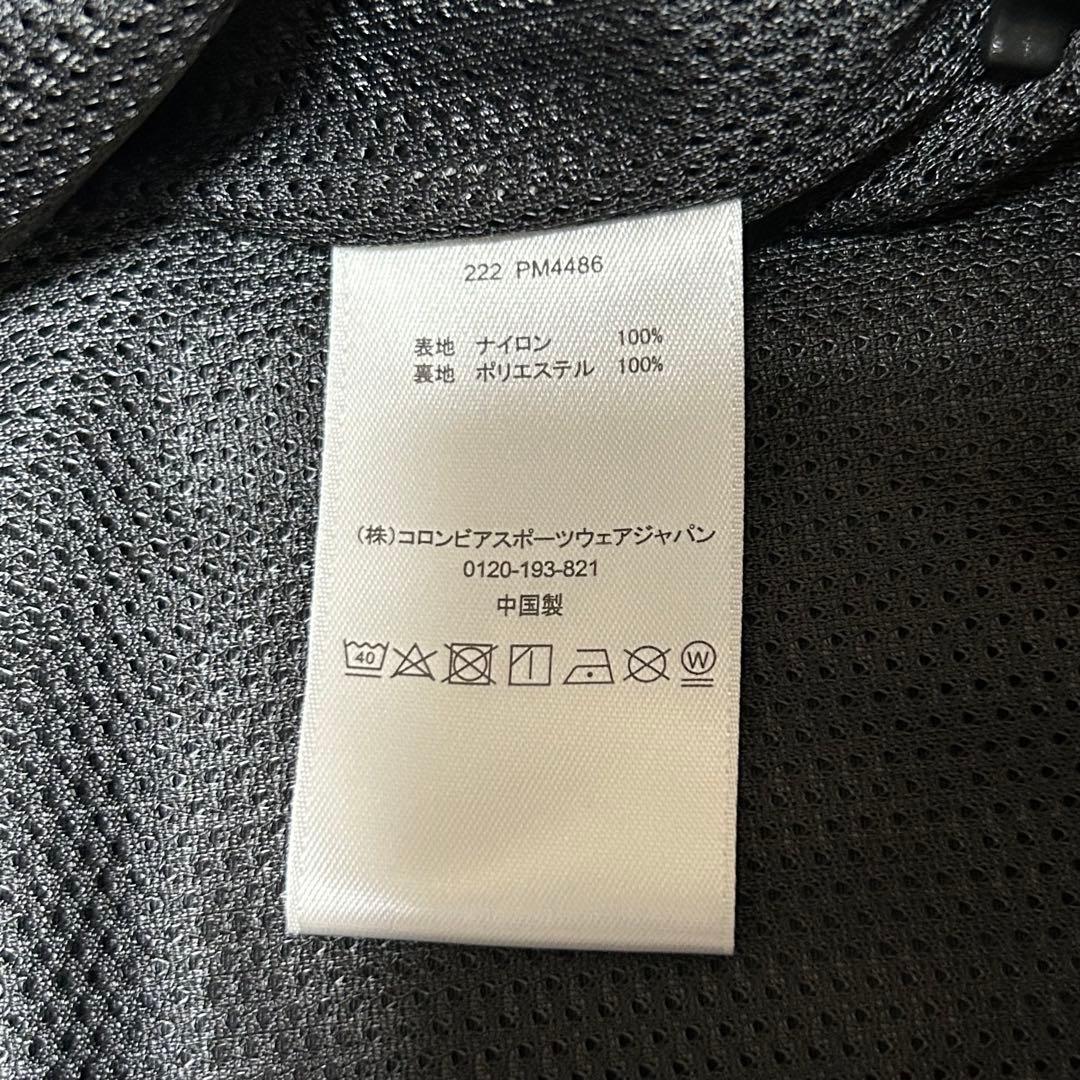 222 PM4486
表地 ナイロン 100%
裏地 ポリエステル 100%
(株)コロンビアスポーツウェアジャパン
0120-193-821
中国製
40 W